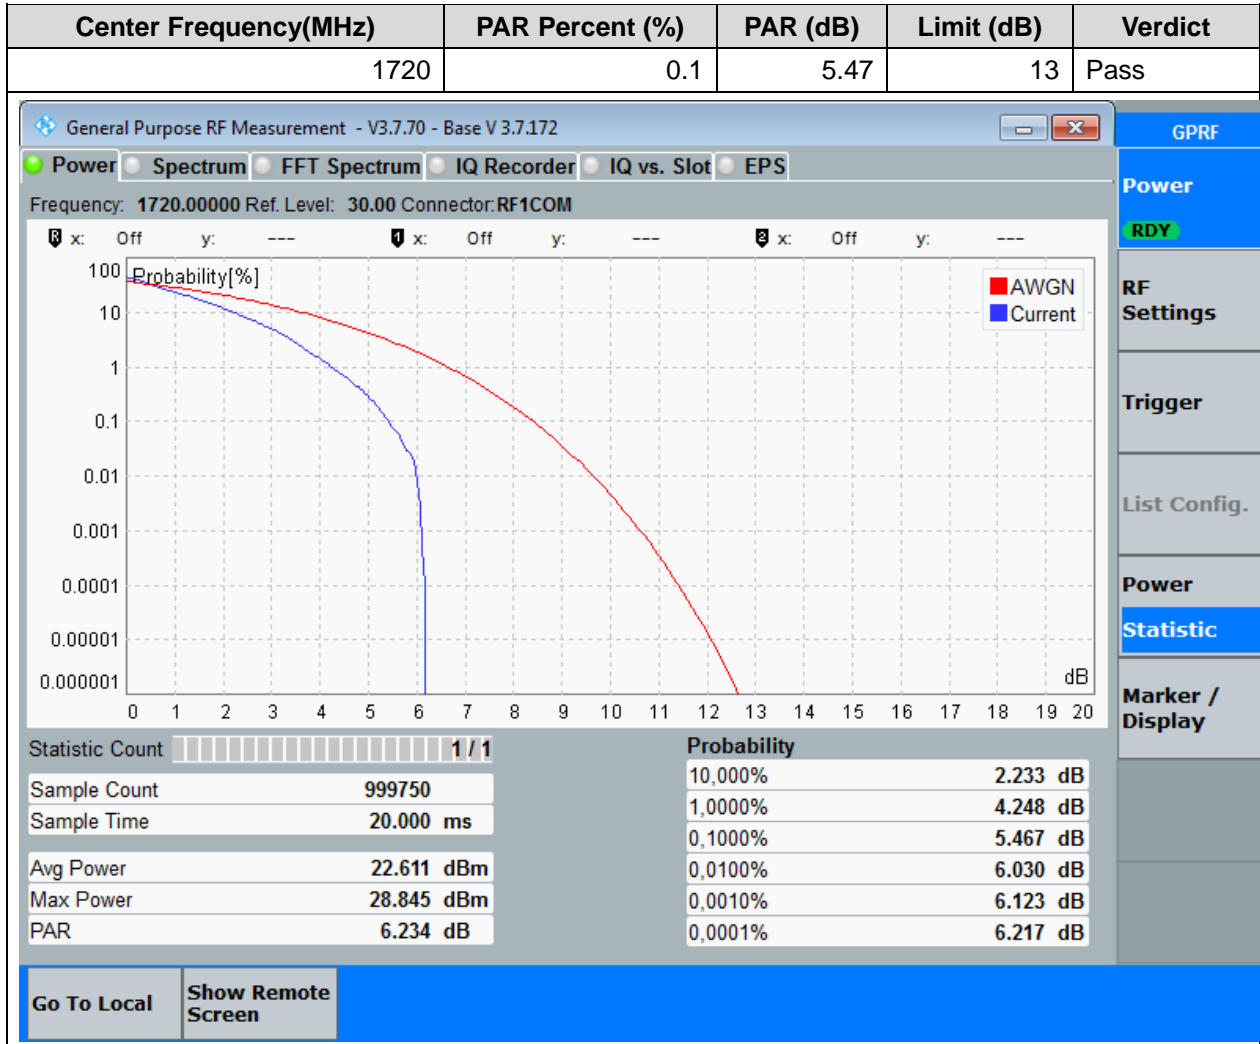 Center Frequency(MHz) PAR Percent (%) PAR (dB) Limit (dB) Verdict
1720 0.1 5.47 13 Pass
General Purpose RF Measurement - V3.7.70 - Base V 3.7.172
GPRF
Power Spectrum FFT Spectrum IQ Recorder IQ vs. Slot EPS
Power
RDY
Frequency: 1720.00000 Ref. Level: 30.00 Connector: RF1COM
R x: Off y: --- 1 x: Off y: --- 2 x: Off y: ---
100 Probability[%]
AWGN
Current
10
1
0.1
0.01
0.001
0.0001
0.00001
0.000001
dB
0 1 2 3 4 5 6 7 8 9 10 11 12 13 14 15 16 17 18 19 20
RF
Settings
Trigger
List Config.
Power
Statistic
Marker /
Display
Statistic Count 1 / 1
Sample Count 999750
Sample Time 20.000 ms
Avg Power 22.611 dBm
Max Power 28.845 dBm
PAR 6.234 dB
Probability
10,000% 2.233 dB
1,0000% 4.248 dB
0,1000% 5.467 dB
0,0100% 6.030 dB
0,0010% 6.123 dB
0,0001% 6.217 dB
Go To Local
Show Remote
Screen